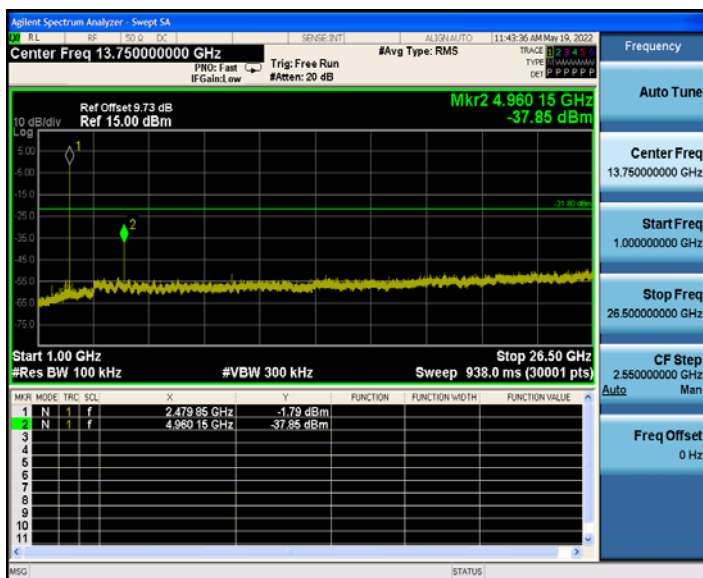 Agilent Spectrum Analyzer - Swept SA
RL RF 50 Ω DC SENSE:INT ALIGN AUTO 11:43:36 AM May 19, 2022
Center Freq 13.750000000 GHz #Avg Type: RMS TRACE 1 2 3 4 5 6
PNO: Fast Trig: Free Run TYPE M W W W W W
IFGain:Low #Atten: 20 dB DET P P P P P P
Ref Offset 9.73 dB Mkr2 4.960 15 GHz
10 dB/div Ref 15.00 dBm -37.85 dBm
Log
5.00
-5.00
-15.0
-25.0
-35.0
-45.0
-55.0
-65.0
-75.0
1
2
-21.80 dBm
Start 1.00 GHz Stop 26.50 GHz
#Res BW 100 kHz #VBW 300 kHz Sweep 938.0 ms (30001 pts)
MKR MODE TRC SCL X Y FUNCTION FUNCTION WIDTH FUNCTION VALUE
1 N 1 f 2.479 85 GHz -1.79 dBm
2 N 1 f 4.960 15 GHz -37.85 dBm
3
4
5
6
7
8
9
10
11
MSG STATUS
Frequency
Auto Tune
Center Freq
13.750000000 GHz
Start Freq
1.000000000 GHz
Stop Freq
26.500000000 GHz
CF Step
2.550000000 GHz
Auto Man
Freq Offset
0 Hz